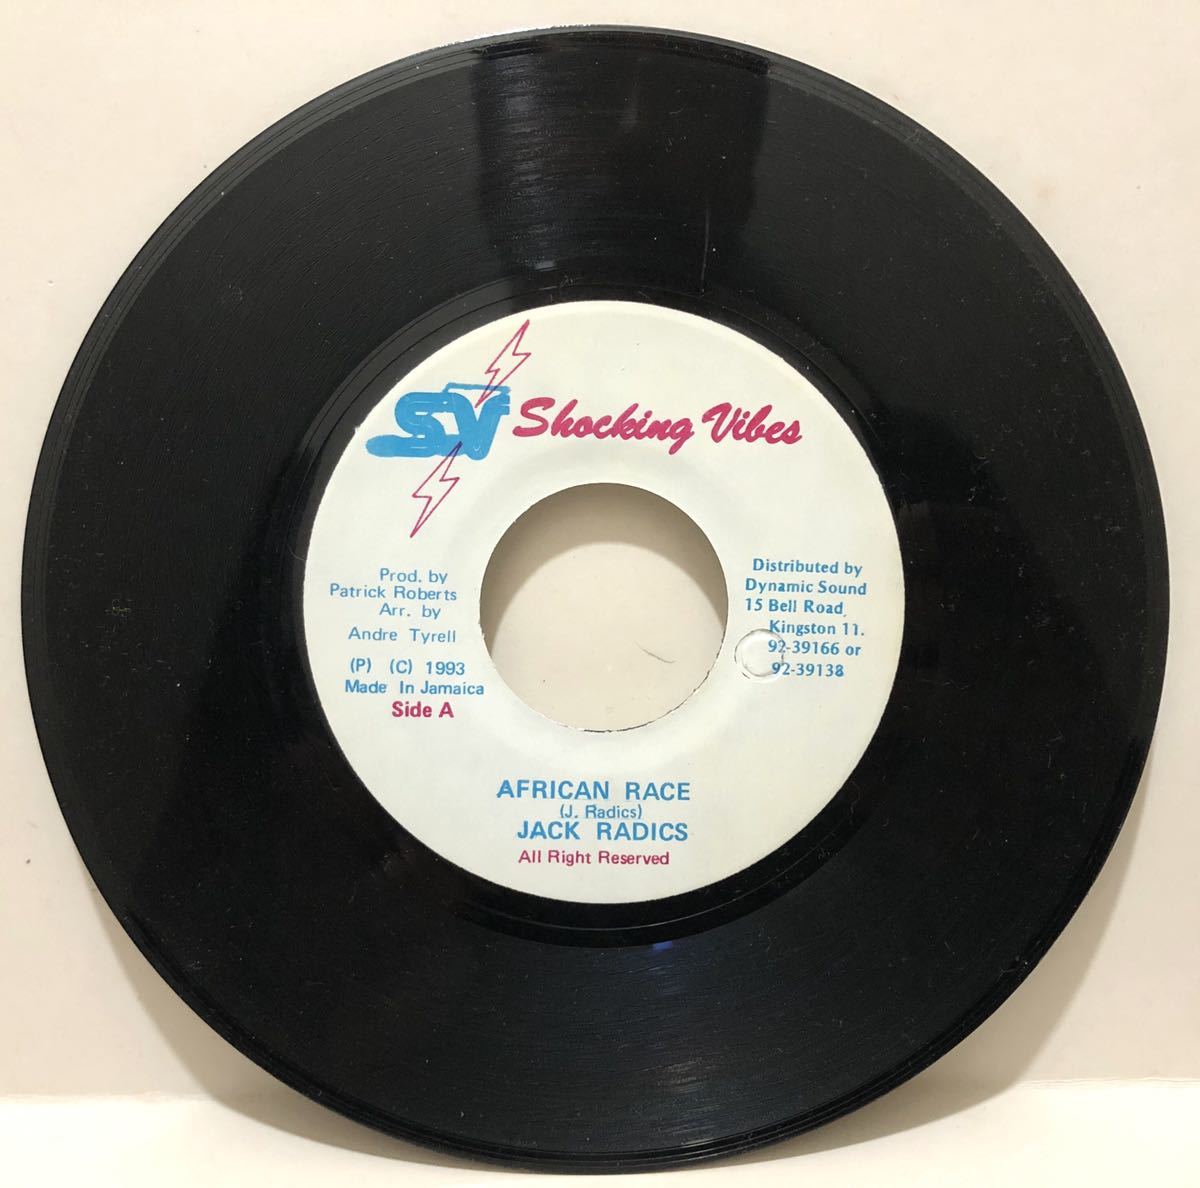 SV Shocking Vibes
Prod. by
Patrick Roberts
Arr. by
Andre Tyrell
(P) (C) 1993
Made In Jamaica
Side A
Distributed by
Dynamic Sound
15 Bell Road,
Kingston 11.
92-39166 or
92-39138
AFRICAN RACE
(J. Radics)
JACK RADICS
All Right Reserved